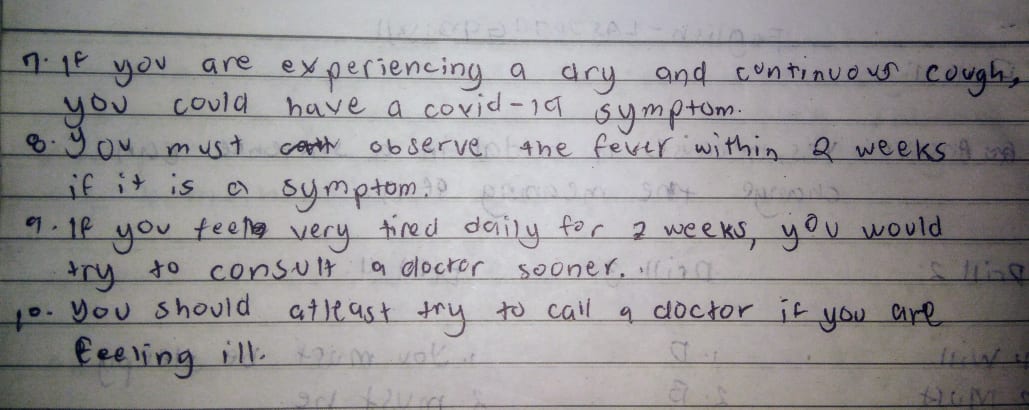 7. If you are experiencing a dry and continuous cough,
you could have a covid-19 symptom.
8. You must observe the fever within 2 weeks
if it is a symptom.
9. If you feel very tired daily for 2 weeks, you would
try to consult a doctor sooner.
10. You should atleast try to call a doctor if you are
feeling ill.